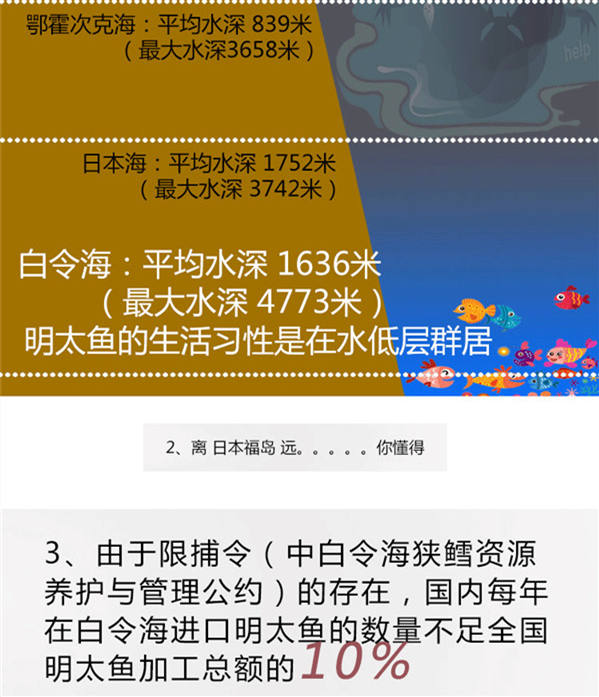 鄂霍次克海：平均水深 839米
（最大水深3658米）
help
日本海：平均水深 1752米
（最大水深 3742米）
白令海：平均水深 1636米
（最大水深 4773米）
明太鱼的生活习性是在水低层群居
2、离 日本福岛 远。。。。。你懂得
3、由于限捕令（中白令海狭鳕资源
养护与管理公约）的存在，国内每年
在白令海进口明太鱼的数量不足全国
明太鱼加工总额的10%